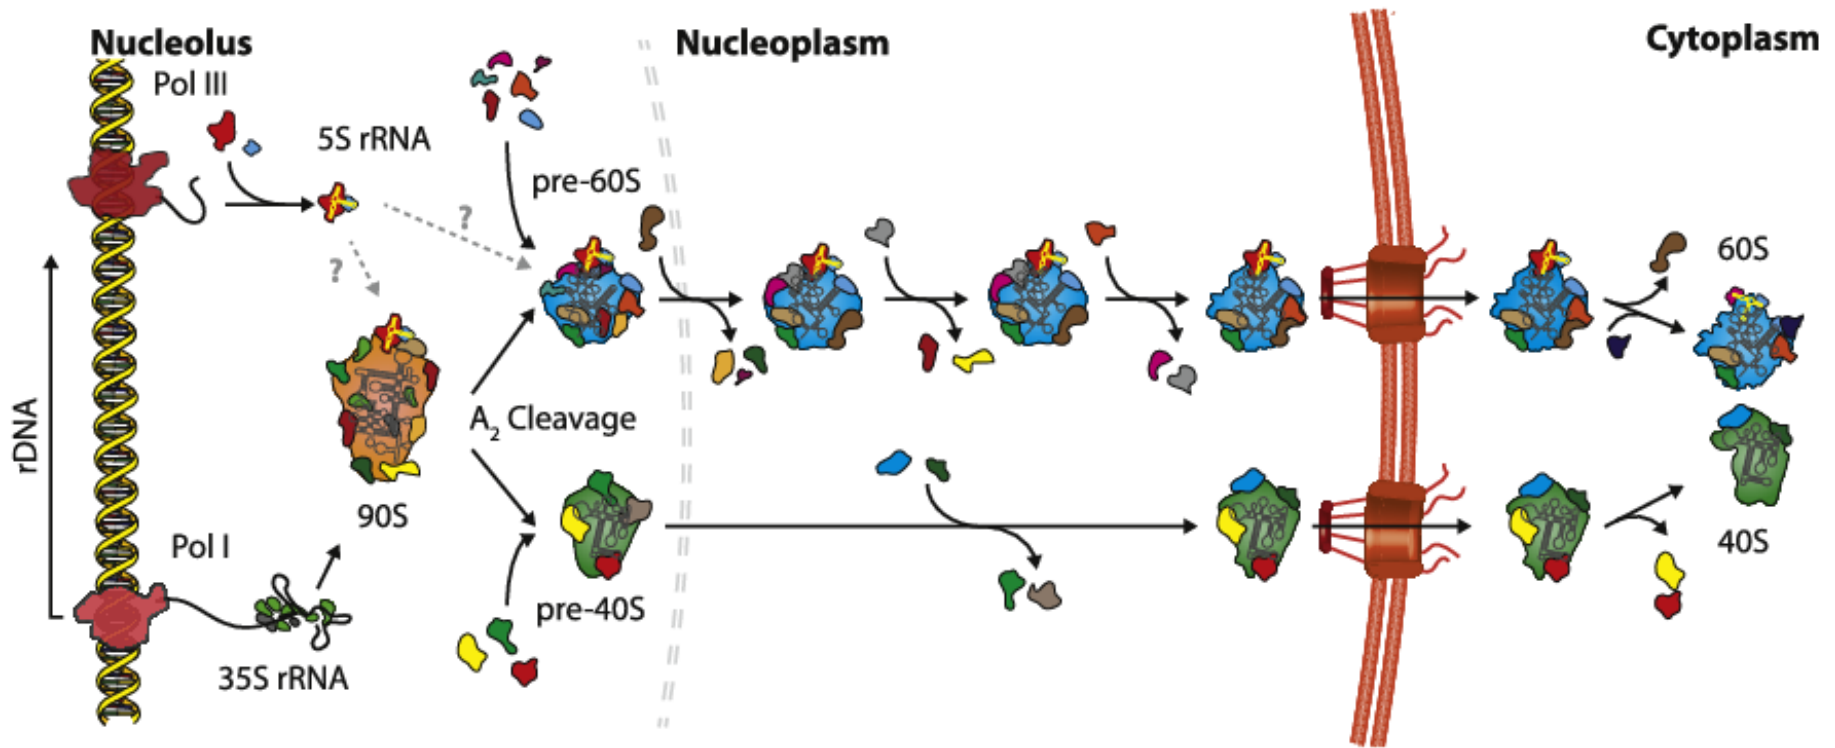 Nucleolus
Nucleoplasm
Cytoplasm
Pol III
5S rRNA
pre-60S
?
?
60S
rDNA
A2 Cleavage
90S
Pol I
40S
pre-40S
35S rRNA